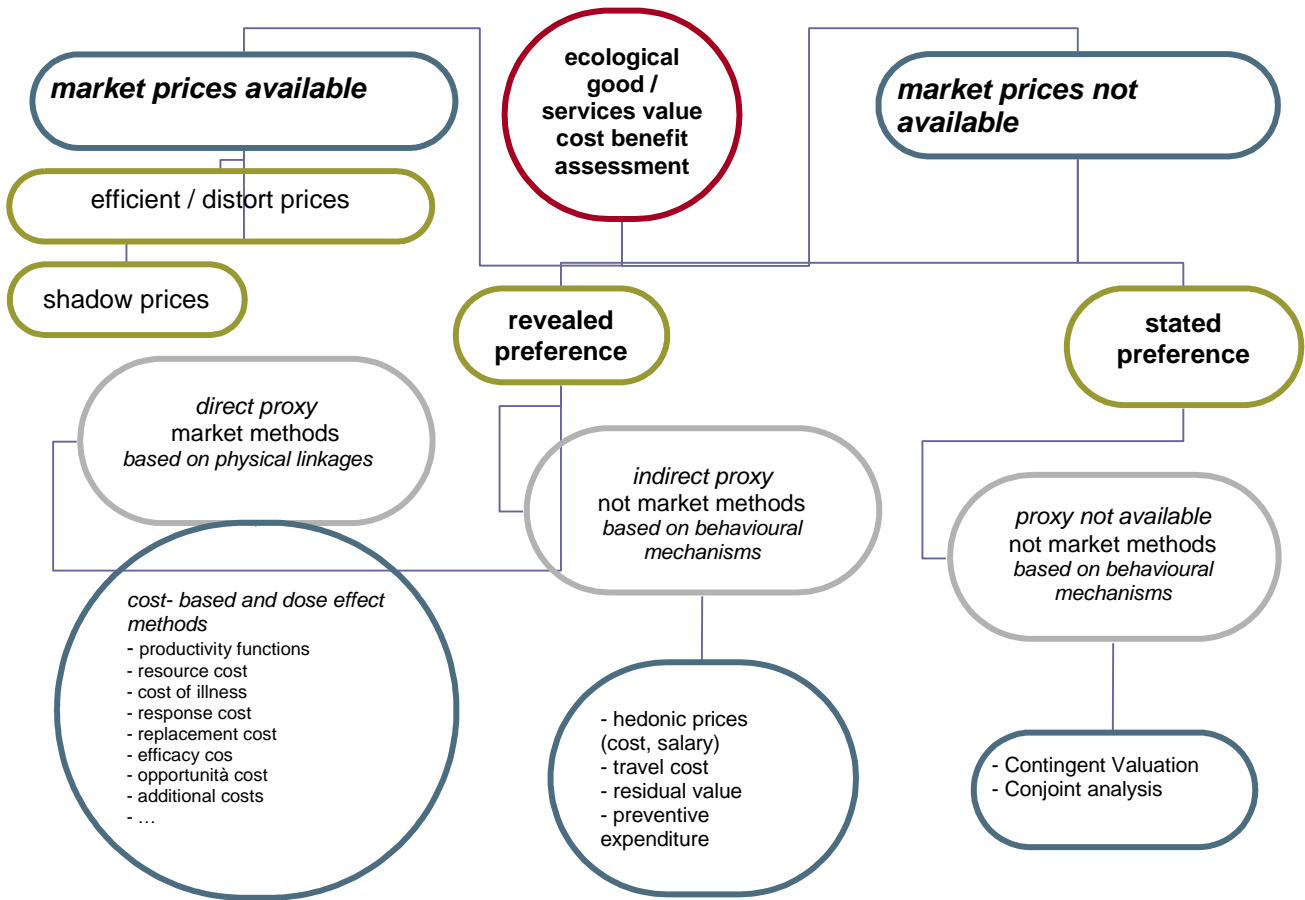 ecological
good /
services value
cost benefit
assessment
market prices available
market prices not
available
efficient / distort prices
shadow prices
revealed
preference
stated
preference
direct proxy
market methods
based on physical linkages
indirect proxy
not market methods
based on behavioural
mechanisms
proxy not available
not market methods
based on behavioural
mechanisms
cost- based and dose effect
methods
- productivity functions
- resource cost
- cost of illness
- response cost
- replacement cost
- efficacy cos
- opportunità cost
- additional costs
- …
- hedonic prices
(cost, salary)
- travel cost
- residual value
- preventive
expenditure
- Contingent Valuation
- Conjoint analysis